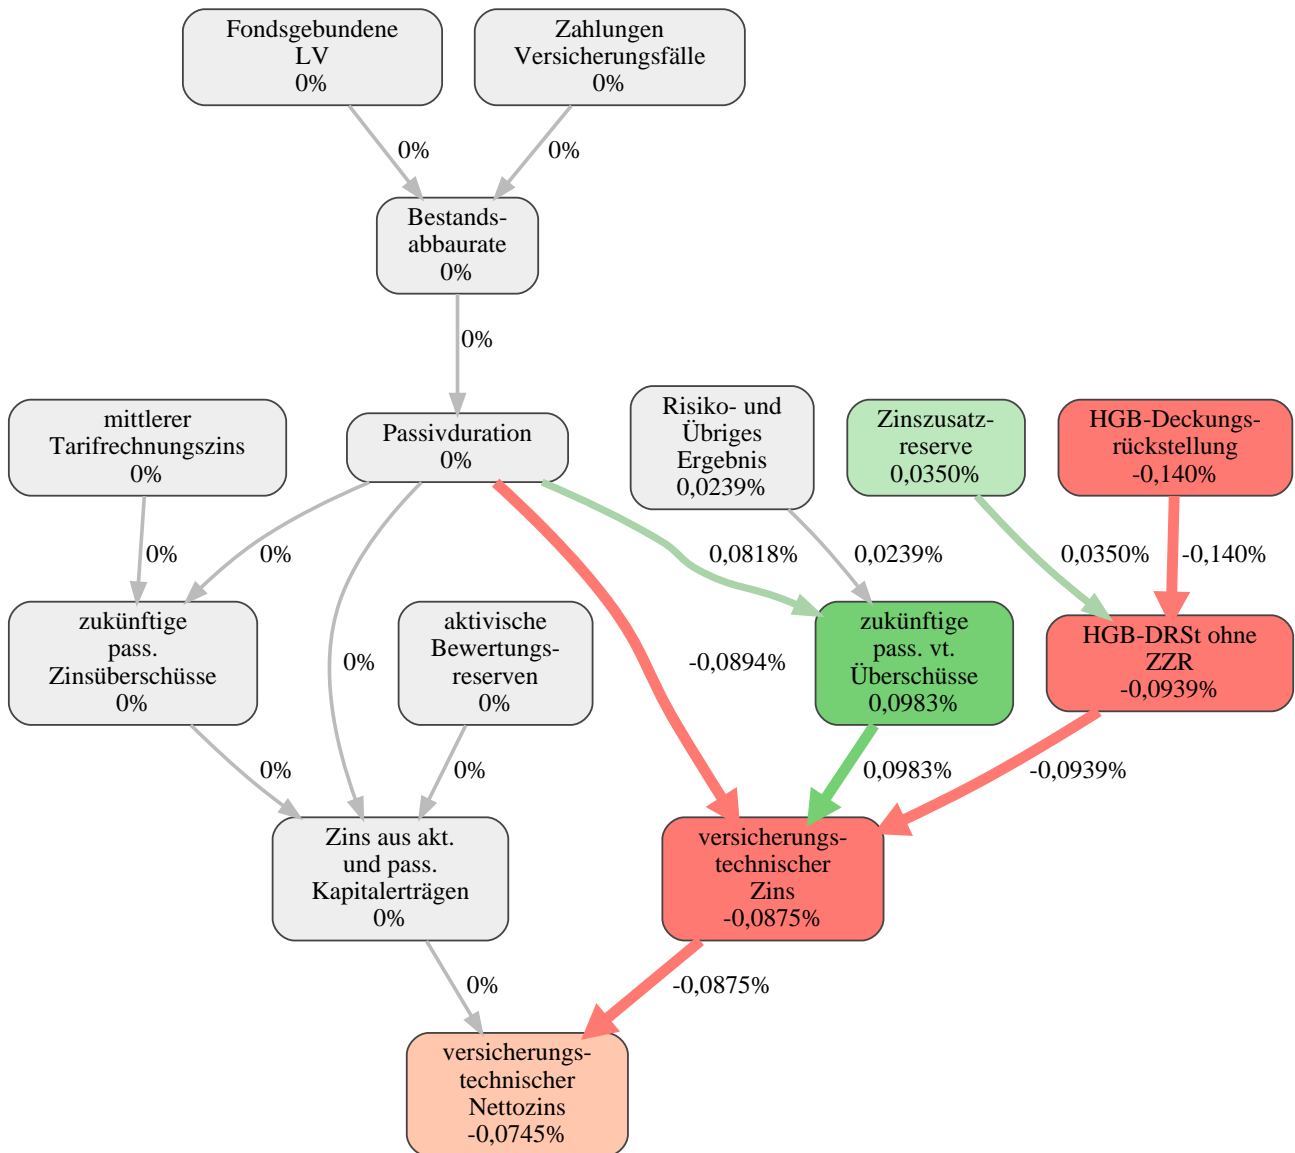 Fondsgebundene
LV
0%
Zahlungen
Versicherungsfälle
0%
0%
0%
Bestands-
abbaurate
0%
0%
mittlerer
Tarifrechnungszins
0%
Passivduration
0%
Risiko- und
Übriges
Ergebnis
0,0239%
Zinszusatz-
reserve
0,0350%
HGB-Deckungs-
rückstellung
-0,140%
0%
0%
0,0818%
0,0239%
0,0350%
-0,140%
zukünftige
pass.
Zinsüberschüsse
0%
0%
aktivische
Bewertungs-
reserven
0%
-0,0894%
zukünftige
pass. vt.
Überschüsse
0,0983%
HGB-DRSt ohne
ZZR
-0,0939%
0%
0%
0,0983%
-0,0939%
Zins aus akt.
und pass.
Kapitalerträgen
0%
versicherungs-
technischer
Zins
-0,0875%
0%
-0,0875%
versicherungs-
technischer
Nettozins
-0,0745%